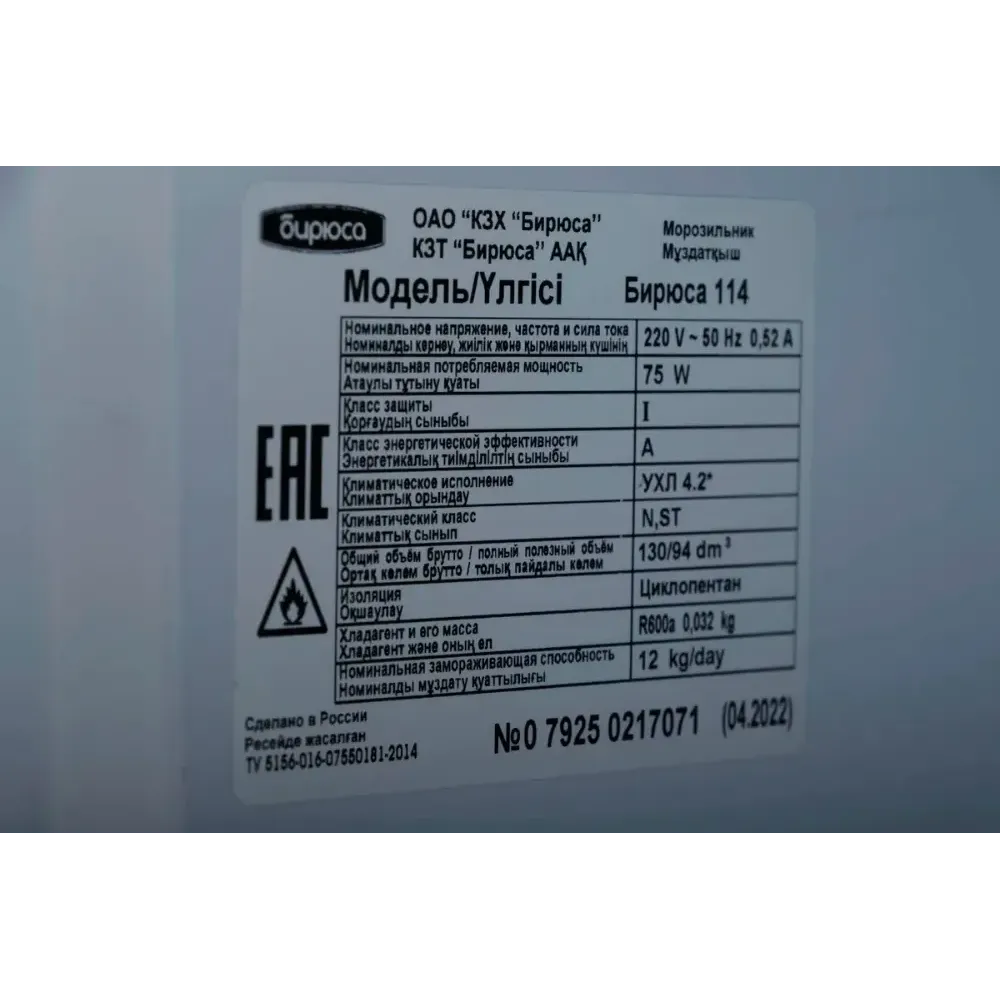 бирюса
ОАО “КЗХ “Бирюса”
КЗТ “Бирюса” ААҚ
Морозильник
Мұздатқыш
Модель/Үлгісі Бирюса 114
Номинальное напряжение, частота и сила тока
Номиналды кернеу, жиілік және қырманның күшінің
220 V ~ 50 Hz 0,52 A
Номинальная потребляемая мощность
Атаулы тұтыну қуаты
75 W
Класс защиты
Қорғаудың сыныбы
I
Класс энергетической эффективности
Энергетикалық тиімділіптің сыныбы
A
Климатическое исполнение
Климаттық орындау
УХЛ 4.2*
Климатический класс
Климаттық сынып
N,ST
Общий объём брутто / полный полезный объём
Ортақ көлем брутто / толық пайдалы көлем
130/94 dm³
Изоляция
Оқшаулау
Циклопентан
Хладагент и его масса
Хладагент және оның ел
R600a 0,032 kg
Номинальная замораживающая способность
Номиналды мұздату қуаттылығы
12 kg/day
ЕАС
Сделано в России
Ресейде жасалған
ТУ 5156-016-07550181-2014
№0 7925 0217071 (04.2022)